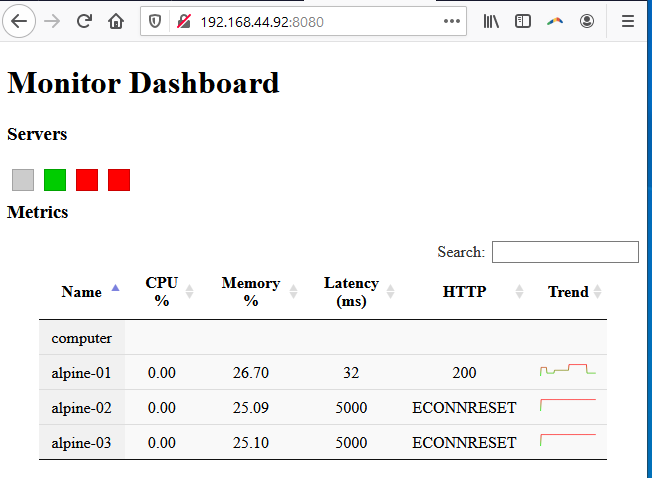 192.168.44.92:8080
Monitor Dashboard
Servers
Metrics
Search:
Name CPU % Memory % Latency (ms) HTTP Trend
computer
alpine-01 0.00 26.70 32 200
alpine-02 0.00 25.09 5000 ECONNRESET
alpine-03 0.00 25.10 5000 ECONNRESET